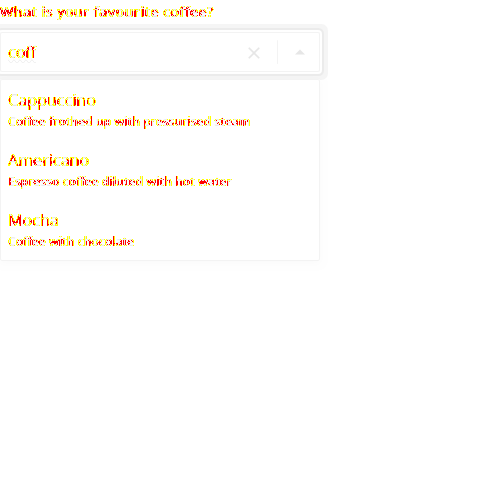 What is your favourite coffee?
coff
Cappuccino
Coffee frothed up with pressurised steam
Americano
Espresso coffee diluted with hot water
Mocha
Coffee with chocolate